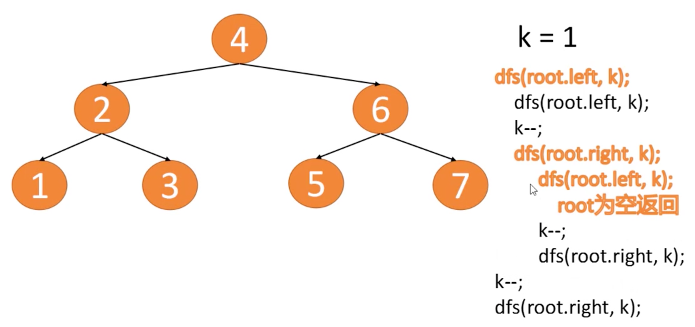 4
k = 1
dfs(root.left, k);
2
6
dfs(root.left, k);
k--;
dfs(root.right, k);
1
3
5
7
dfs(root.left, k);
root为空返回
k--;
dfs(root.right, k);
k--;
dfs(root.right, k);